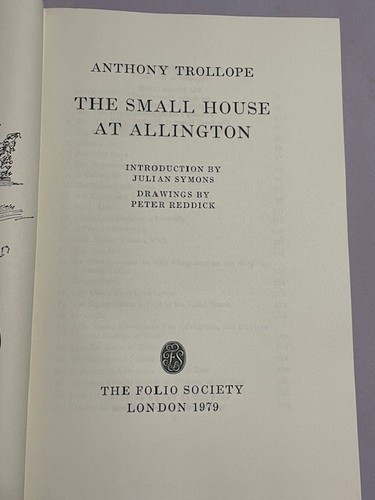 ANTHONY TROLLOPE
THE SMALL HOUSE
AT ALLINGTON
INTRODUCTION BY
JULIAN SYMONS
DRAWINGS BY
PETER REDDICK
THE FOLIO SOCIETY
LONDON 1979